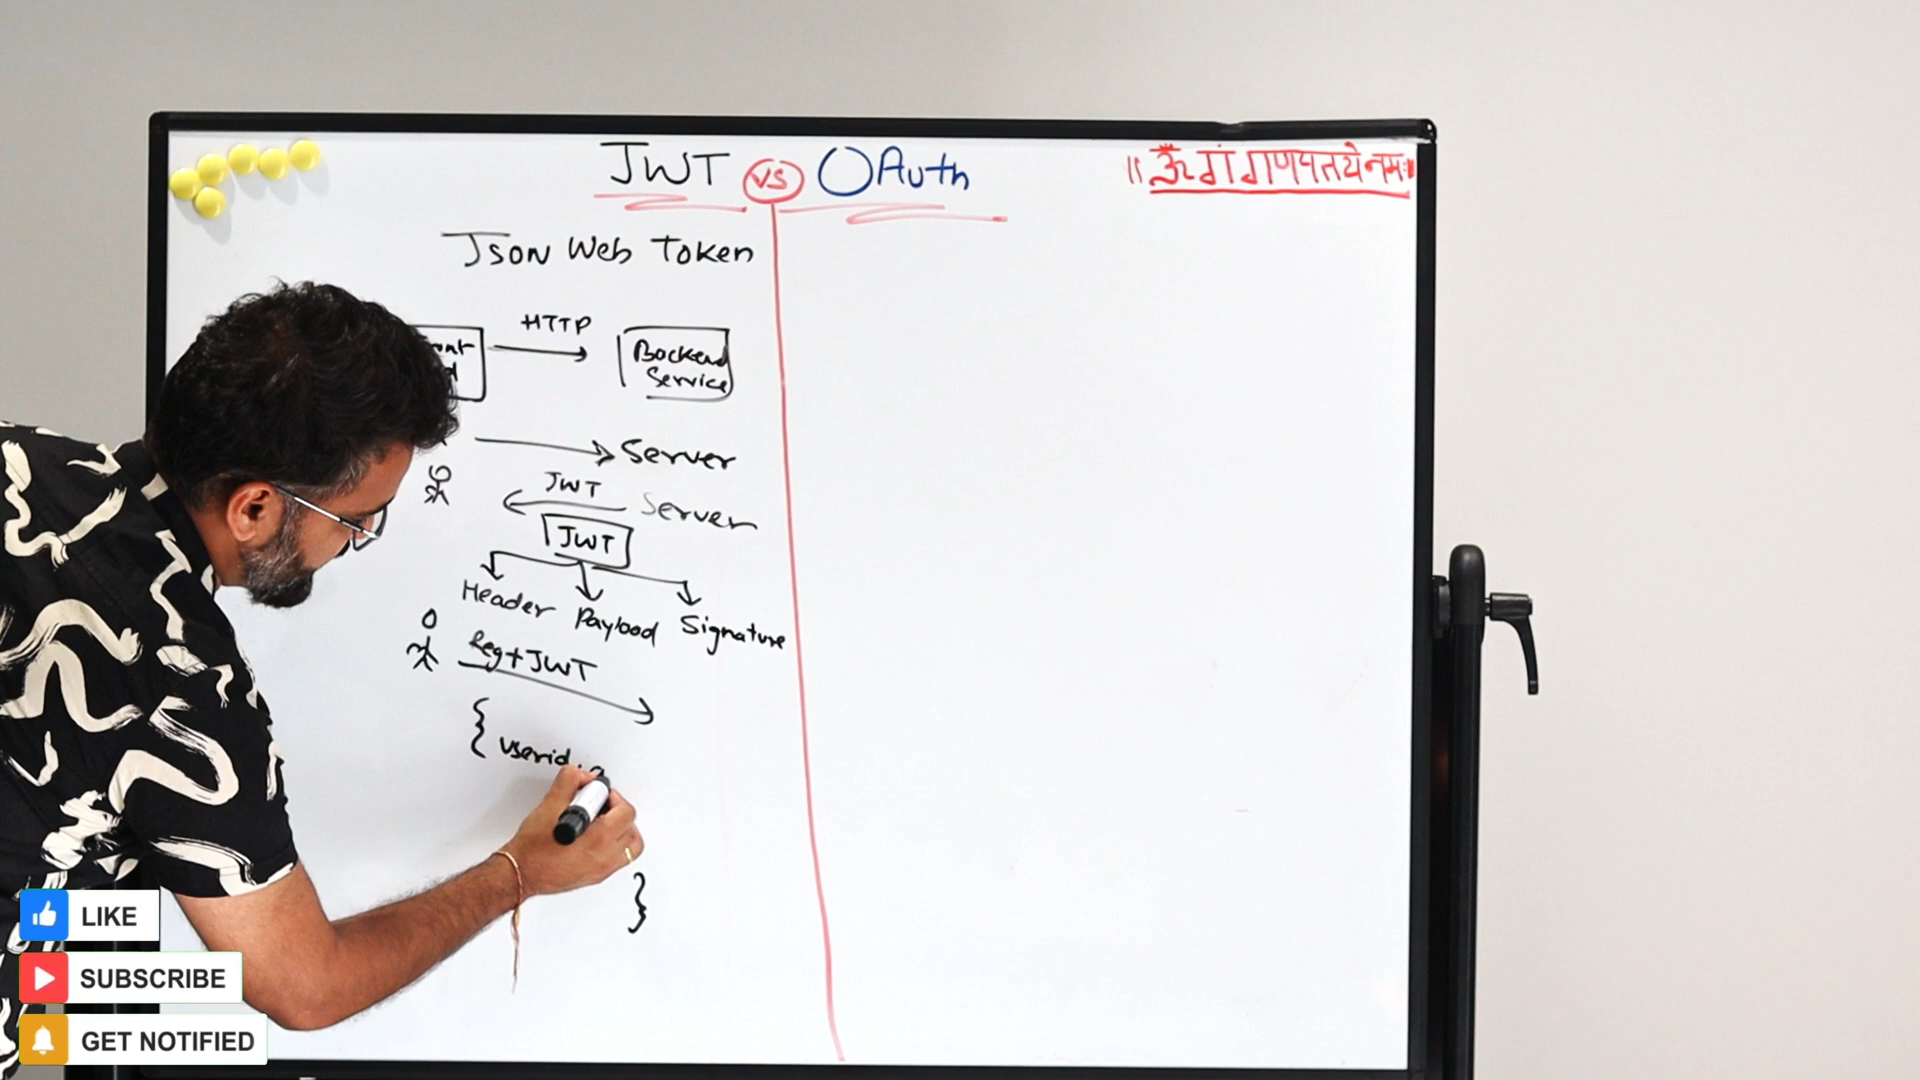 JWT vs OAuth
॥ ॐ गं गणपतये नमः॥
Json Web Token
HTTP
Bockend
Service
Server
JWT
Server
JWT
Header Payload Signature
Req+JWT
{
userid:
}
LIKE
SUBSCRIBE
GET NOTIFIED